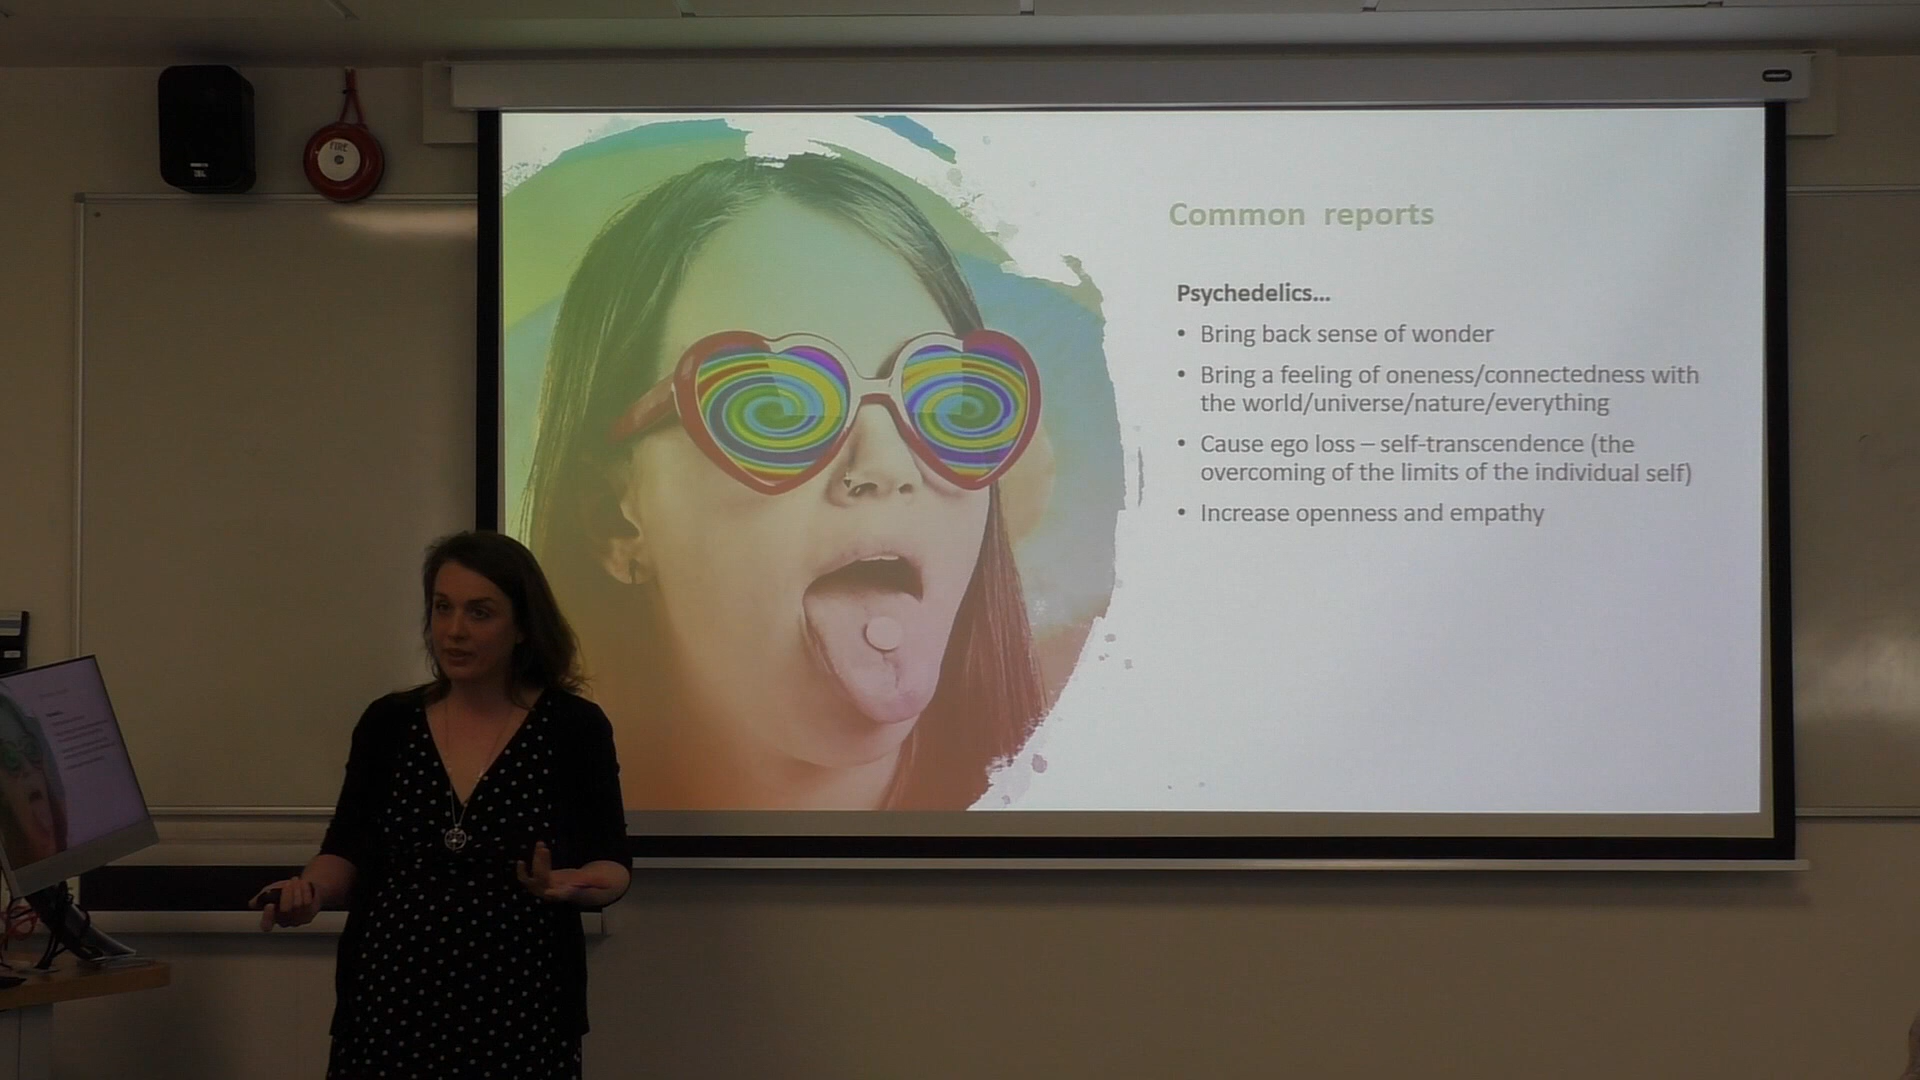 FIRE
Common reports
Psychedelics...
• Bring back sense of wonder
• Bring a feeling of oneness/connectedness with
the world/universe/nature/everything
• Cause ego loss – self-transcendence (the
overcoming of the limits of the individual self)
• Increase openness and empathy